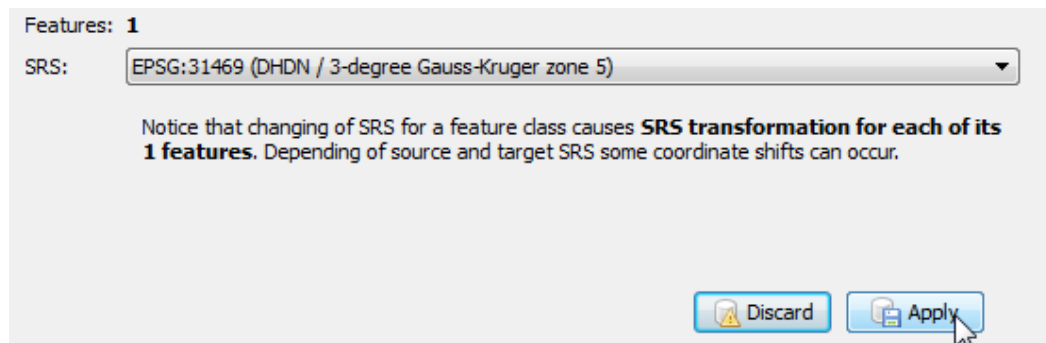 Features: 1
SRS: EPSG:31469 (DHDN / 3-degree Gauss-Kruger zone 5)
Notice that changing of SRS for a feature class causes SRS transformation for each of its
1 features. Depending of source and target SRS some coordinate shifts can occur.
Discard Apply